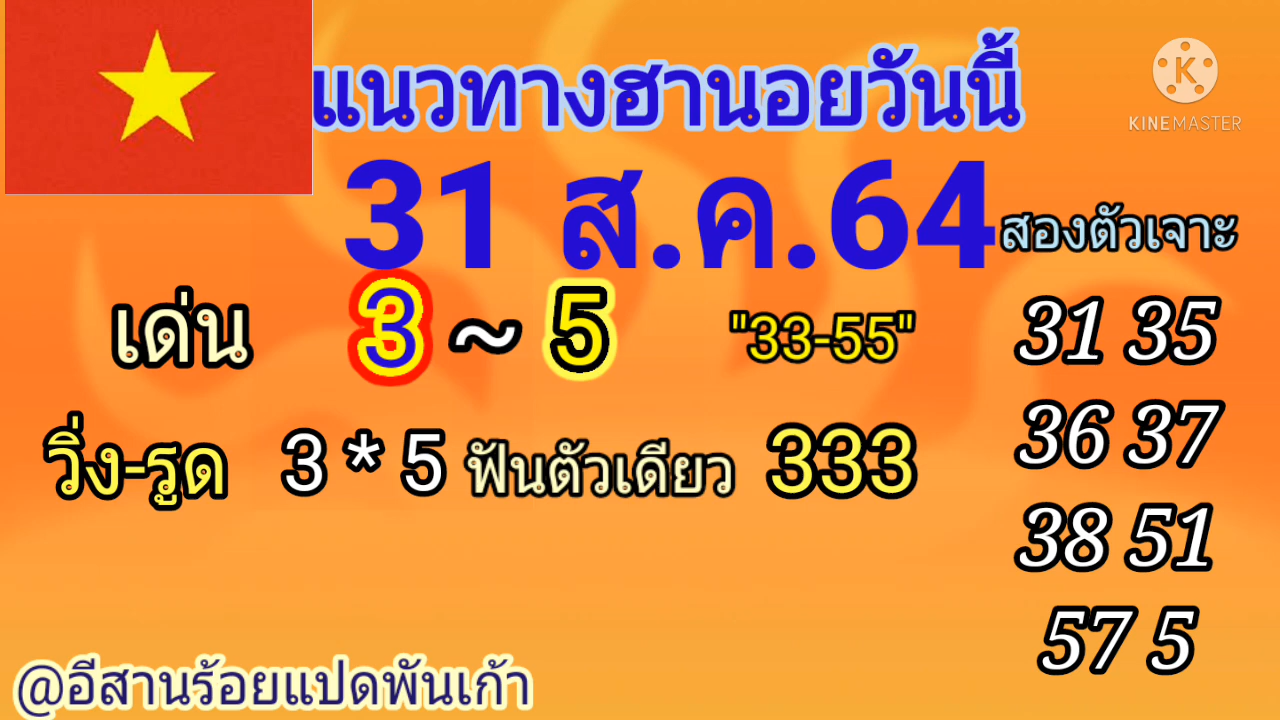 แนวทางฮานอยวันนี้
KINEMASTER
31 ส.ค.64
สองตัวเจาะ
เด่น 3 ~ 5 "33-55"
31 35
วิ่ง-รูด 3 * 5 ฟันตัวเดียว 333
36 37
38 51
57 5
@อีสานร้อยแปดพันเก้า